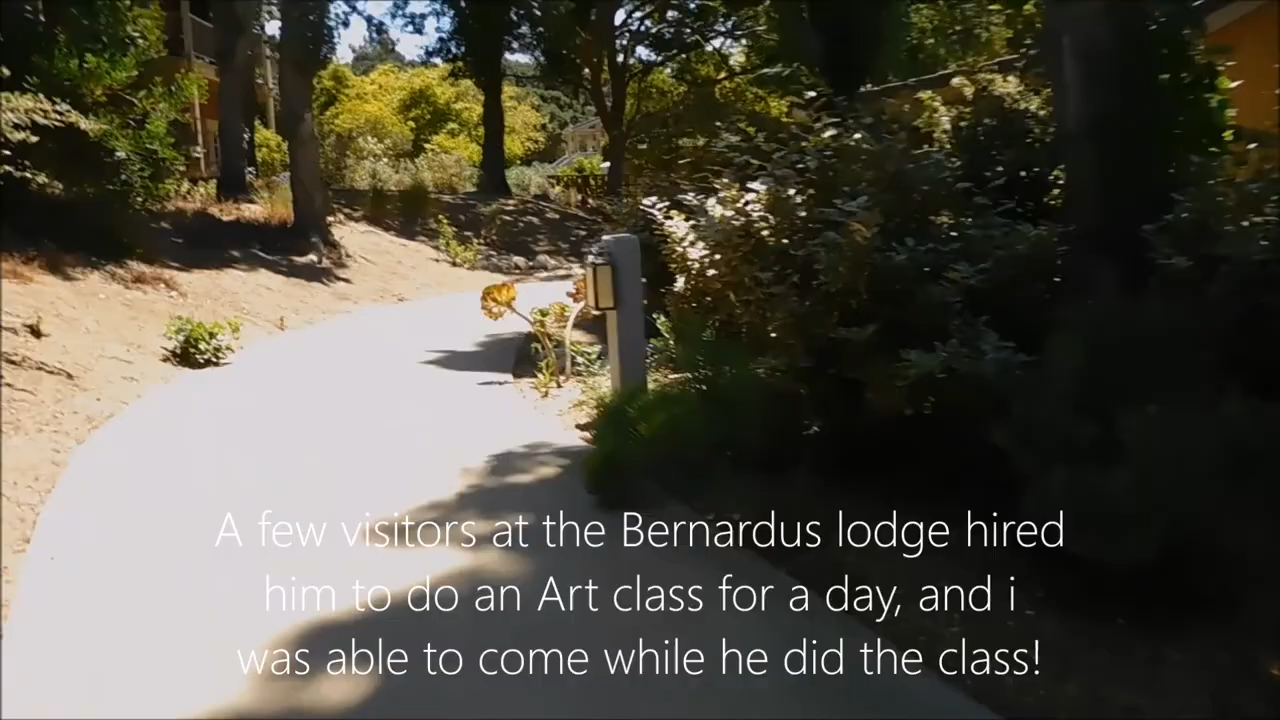 A few visitors at the Bernardus lodge hired
him to do an Art class for a day, and i
was able to come while he did the class!